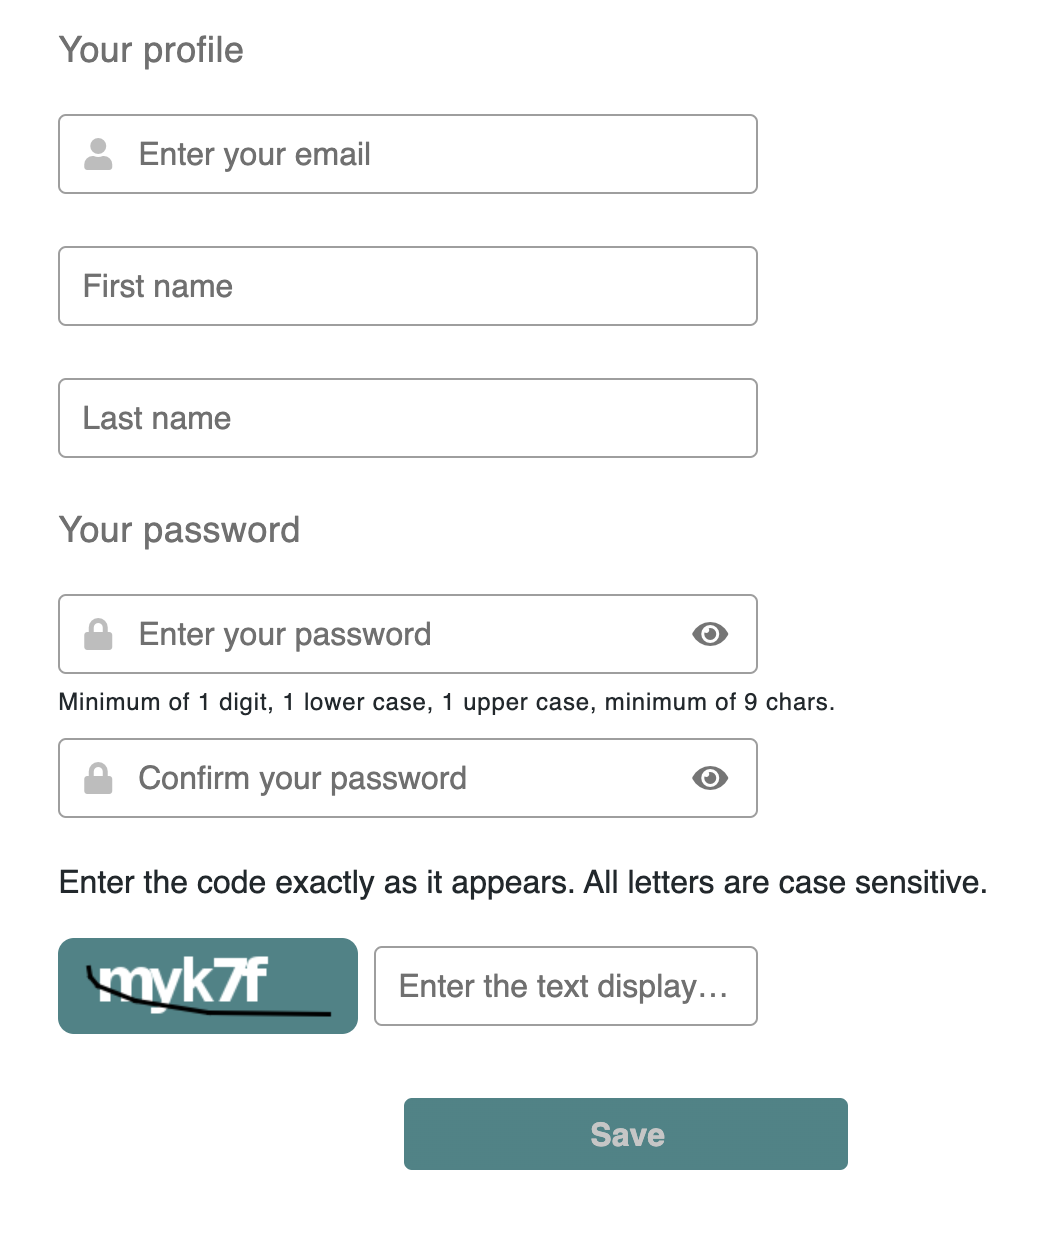 Your profile
Enter your email
First name
Last name
Your password
Enter your password
Minimum of 1 digit, 1 lower case, 1 upper case, minimum of 9 chars.
Confirm your password
Enter the code exactly as it appears. All letters are case sensitive.
myk7f
Enter the text display…
Save